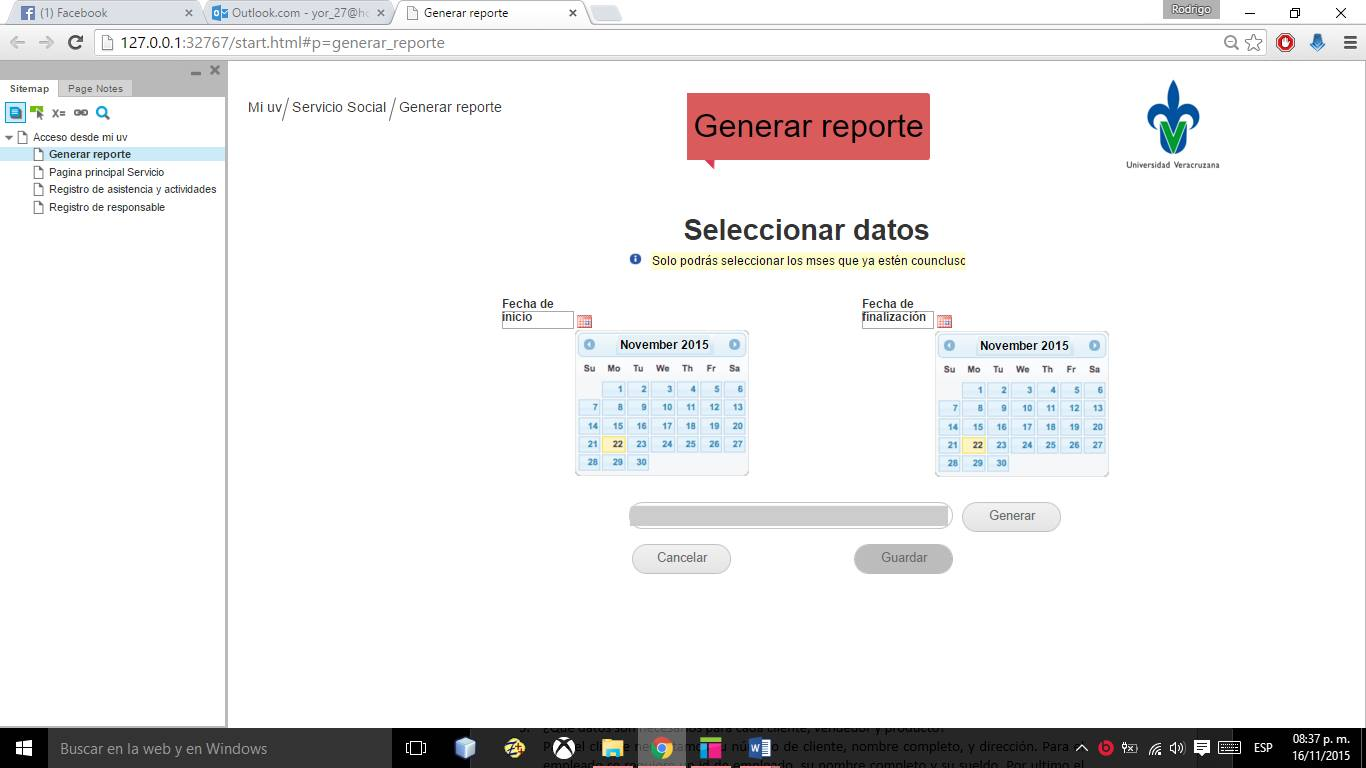 (1) Facebook
Outlook.com - yor_27@h
Generar reporte
Rodrigo
127.0.0.1:32767/start.html#p=generar_reporte
Sitemap
Page Notes
X=
Acceso desde mi uv
Generar reporte
Pagina principal Servicio
Registro de asistencia y actividades
Registro de responsable
Mi uv / Servicio Social / Generar reporte
Generar reporte
Universidad Veracruzana
Seleccionar datos
Solo podrás seleccionar los mses que ya estén councluso
Fecha de
inicio
Fecha de
finalización
November 2015
Su Mo Tu We Th Fr Sa
1 2 3 4 5 6
7 8 9 10 11 12 13
14 15 16 17 18 19 20
21 22 23 24 25 26 27
28 29 30
November 2015
Su Mo Tu We Th Fr Sa
1 2 3 4 5 6
7 8 9 10 11 12 13
14 15 16 17 18 19 20
21 22 23 24 25 26 27
28 29 30
Generar
Cancelar
Guardar
Buscar en la web y en Windows
ESP
08:37 p. m.
16/11/2015